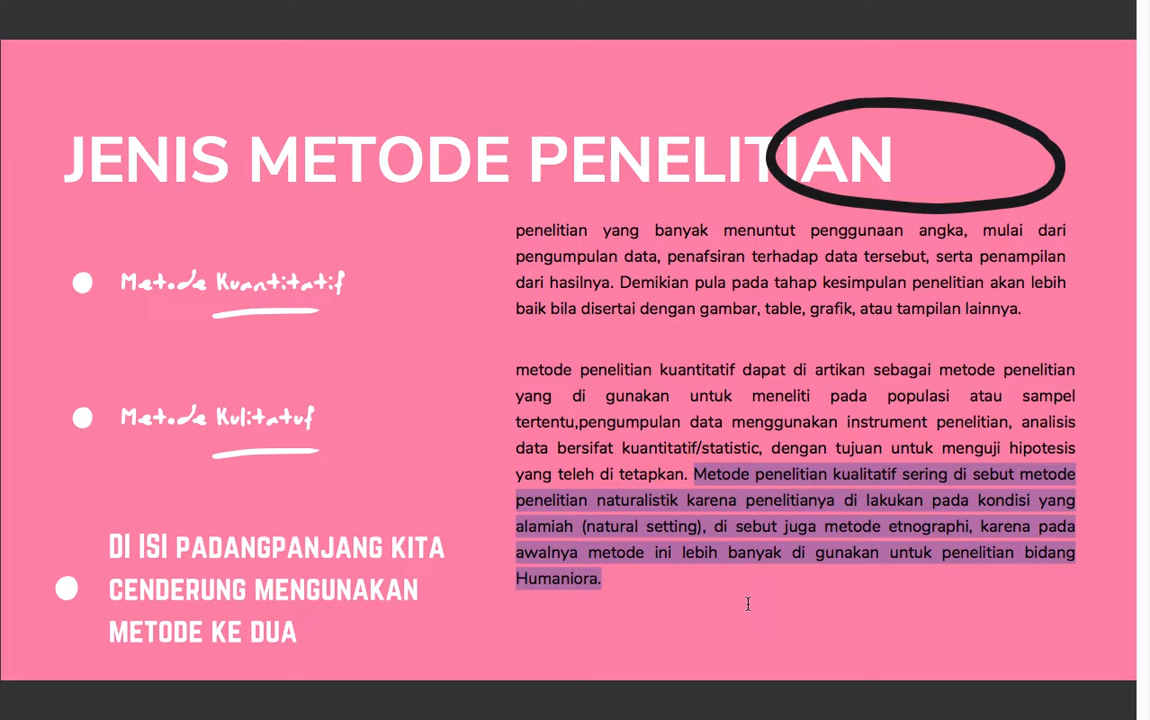 JENIS METODE PENELITIAN
Metode Kuantitatif
Metode Kulitatuf
DI ISI PADANGPANJANG KITA
CENDERUNG MENGUNAKAN
METODE KE DUA
penelitian yang banyak menuntut penggunaan angka, mulai dari
pengumpulan data, penafsiran terhadap data tersebut, serta penampilan
dari hasilnya. Demikian pula pada tahap kesimpulan penelitian akan lebih
baik bila disertai dengan gambar, table, grafik, atau tampilan lainnya.
metode penelitian kuantitatif dapat di artikan sebagai metode penelitian
yang di gunakan untuk meneliti pada populasi atau sampel
tertentu,pengumpulan data menggunakan instrument penelitian, analisis
data bersifat kuantitatif/statistic, dengan tujuan untuk menguji hipotesis
yang teleh di tetapkan. Metode penelitian kualitatif sering di sebut metode
penelitian naturalistik karena penelitianya di lakukan pada kondisi yang
alamiah (natural setting), di sebut juga metode etnographi, karena pada
awalnya metode ini lebih banyak di gunakan untuk penelitian bidang
Humaniora.